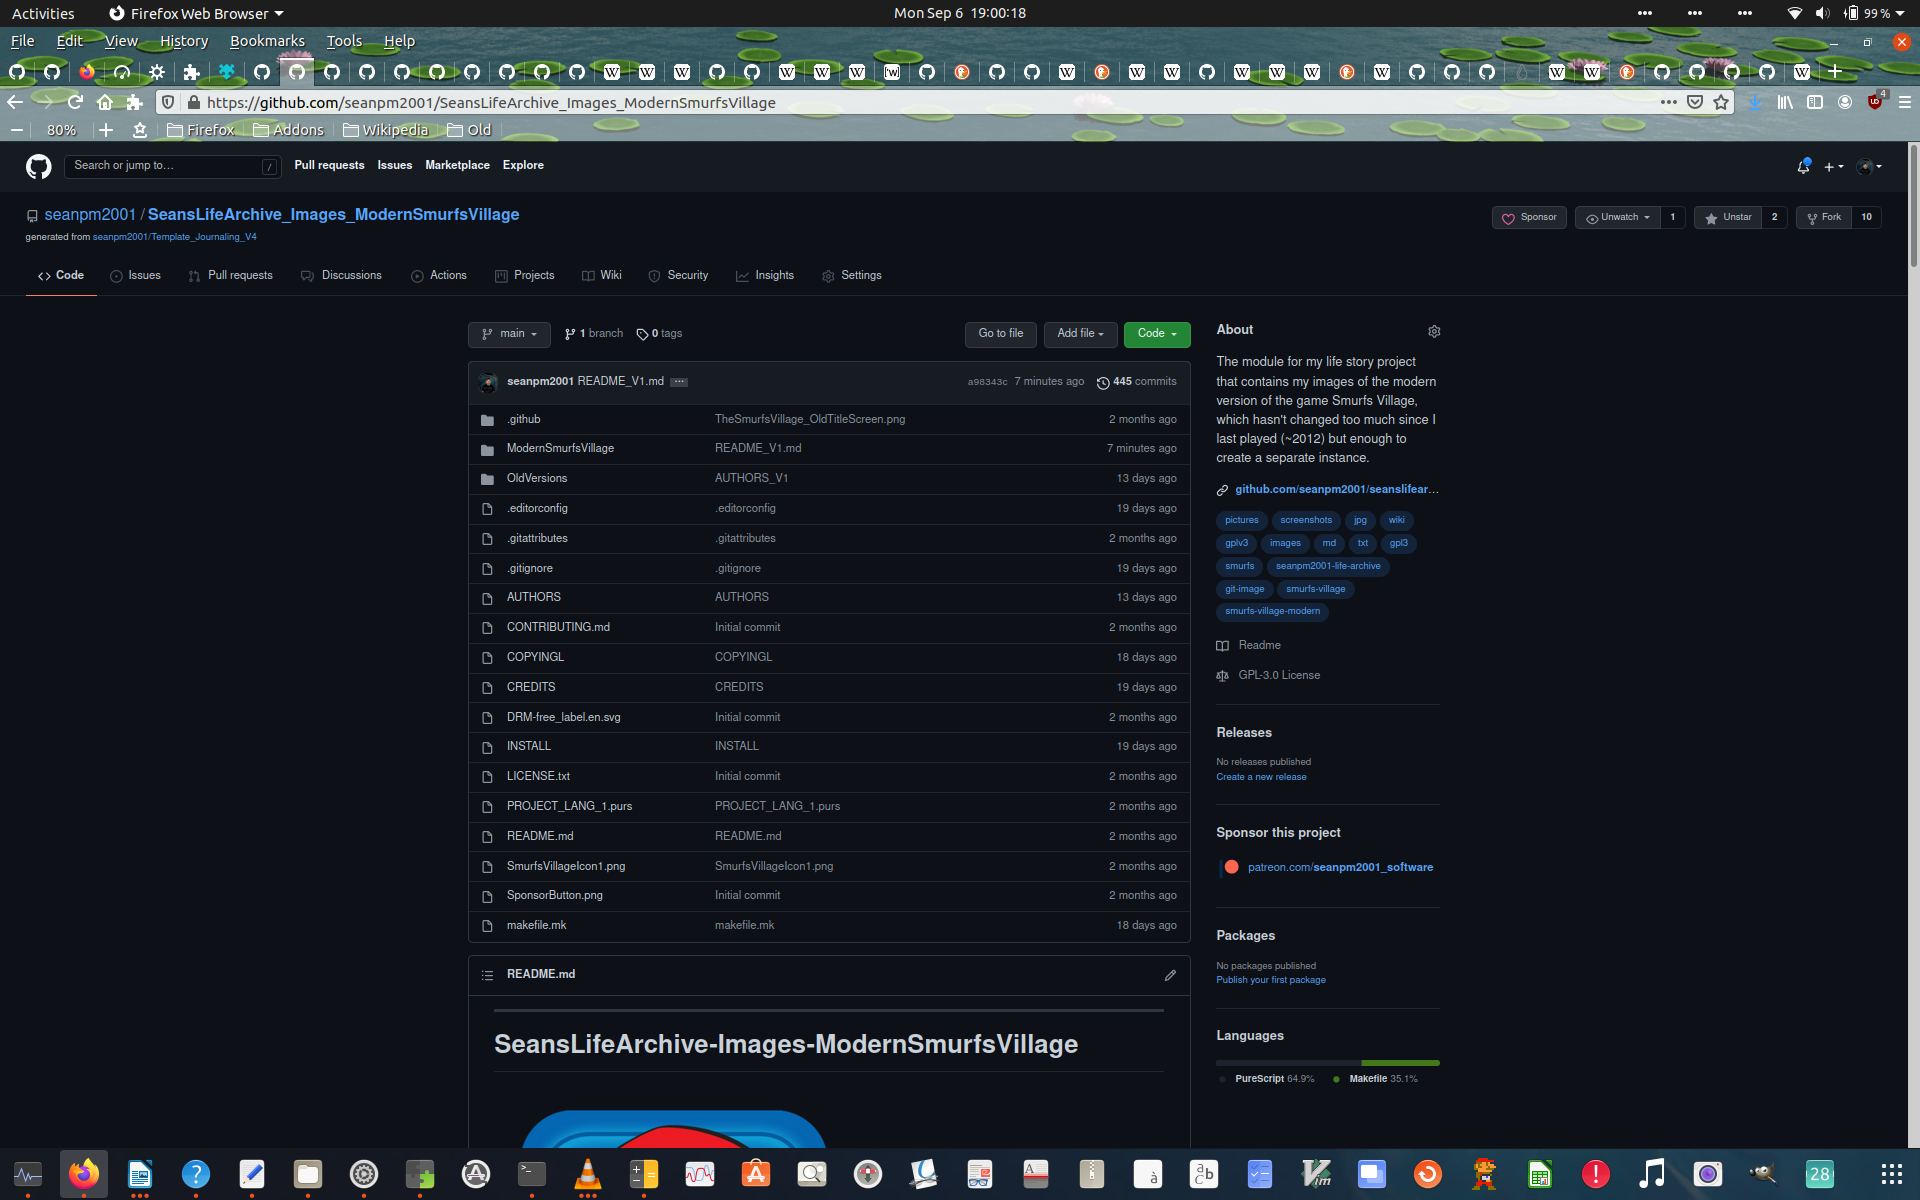 Activities Firefox Web Browser Mon Sep 6 19:00:18 99 %
File Edit View History Bookmarks Tools Help
https://github.com/seanpm2001/SeansLifeArchive_Images_ModernSmurfsVillage
80% Firefox Addons Wikipedia Old
Search or jump to… / Pull requests Issues Marketplace Explore
seanpm2001 / SeansLifeArchive_Images_ModernSmurfsVillage
Sponsor Unwatch 1 Unstar 2 Fork 10
generated from seanpm2001/Template_Journaling_V4
Code Issues Pull requests Discussions Actions Projects Wiki Security Insights Settings
main 1 branch 0 tags Go to file Add file Code
seanpm2001 README_V1.md a98343c 7 minutes ago 445 commits
.github TheSmurfsVillage_OldTitleScreen.png 2 months ago
ModernSmurfsVillage README_V1.md 7 minutes ago
OldVersions AUTHORS_V1 13 days ago
.editorconfig .editorconfig 19 days ago
.gitattributes .gitattributes 2 months ago
.gitignore .gitignore 19 days ago
AUTHORS AUTHORS 13 days ago
CONTRIBUTING.md Initial commit 2 months ago
COPYINGL COPYINGL 18 days ago
CREDITS CREDITS 19 days ago
DRM-free_label.en.svg Initial commit 2 months ago
INSTALL INSTALL 19 days ago
LICENSE.txt Initial commit 2 months ago
PROJECT_LANG_1.purs PROJECT_LANG_1.purs 2 months ago
README.md README.md 2 months ago
SmurfsVillageIcon1.png SmurfsVillageIcon1.png 2 months ago
SponsorButton.png Initial commit 2 months ago
makefile.mk makefile.mk 18 days ago
README.md
SeansLifeArchive-Images-ModernSmurfsVillage
About
The module for my life story project
that contains my images of the modern
version of the game Smurfs Village,
which hasn't changed too much since I
last played (~2012) but enough to
create a separate instance.
github.com/seanpm2001/seanslifear…
pictures screenshots jpg wiki
gplv3 images md txt gpl3
smurfs seanpm2001-life-archive
git-image smurfs-village
smurfs-village-modern
Readme
GPL-3.0 License
Releases
No releases published
Create a new release
Sponsor this project
patreon.com/seanpm2001_software
Packages
No packages published
Publish your first package
Languages
PureScript 64.9% Makefile 35.1%
28